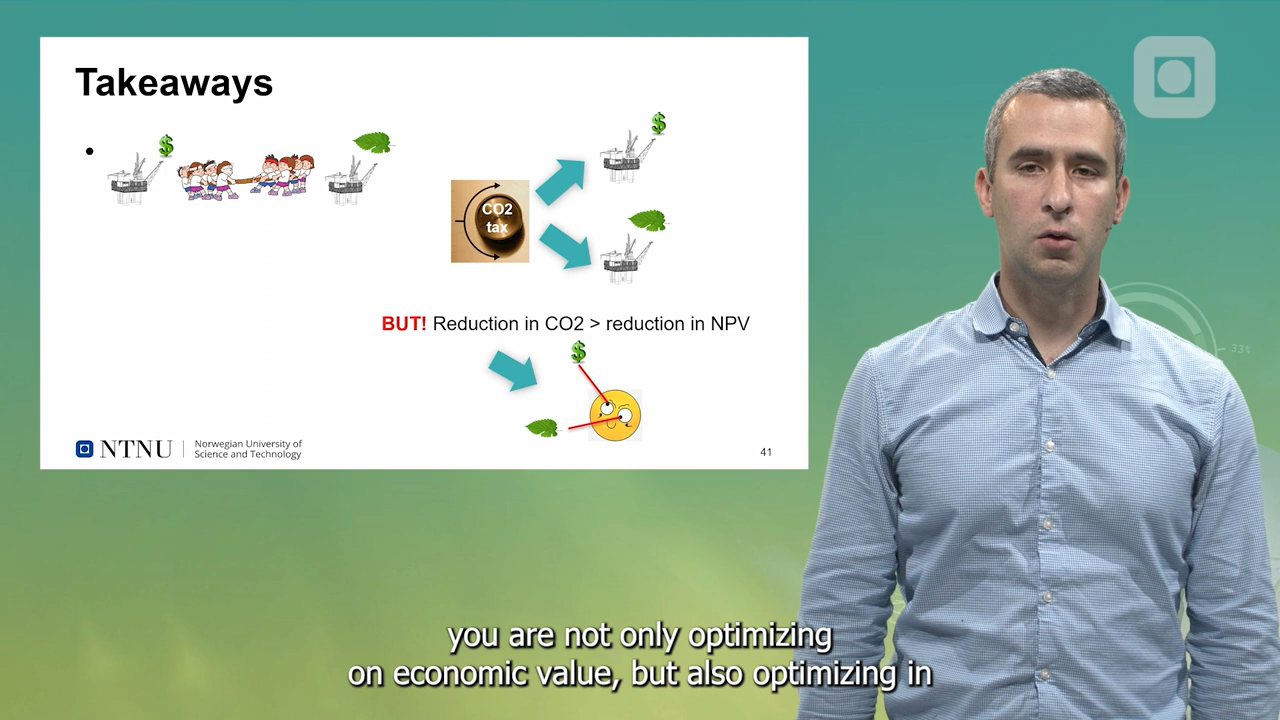 Takeaways
•
$
$
CO2
tax
BUT! Reduction in CO2 > reduction in NPV
$
NTNU
Norwegian University of
Science and Technology
41
33%
you are not only optimizing
on economic value, but also optimizing in